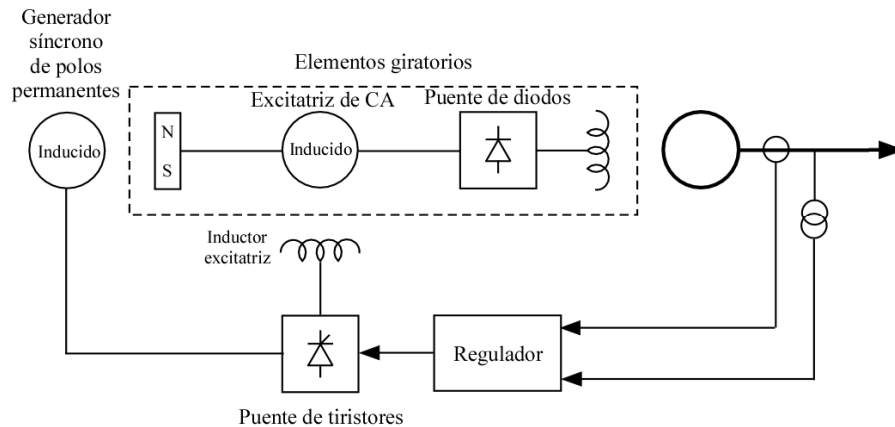 Generador
síncrono
de polos
permanentes
Elementos giratorios
Excitatriz de CA
Puente de diodos
Inducido
N
S
Inducido
Inductor
excitatriz
Regulador
Puente de tiristores